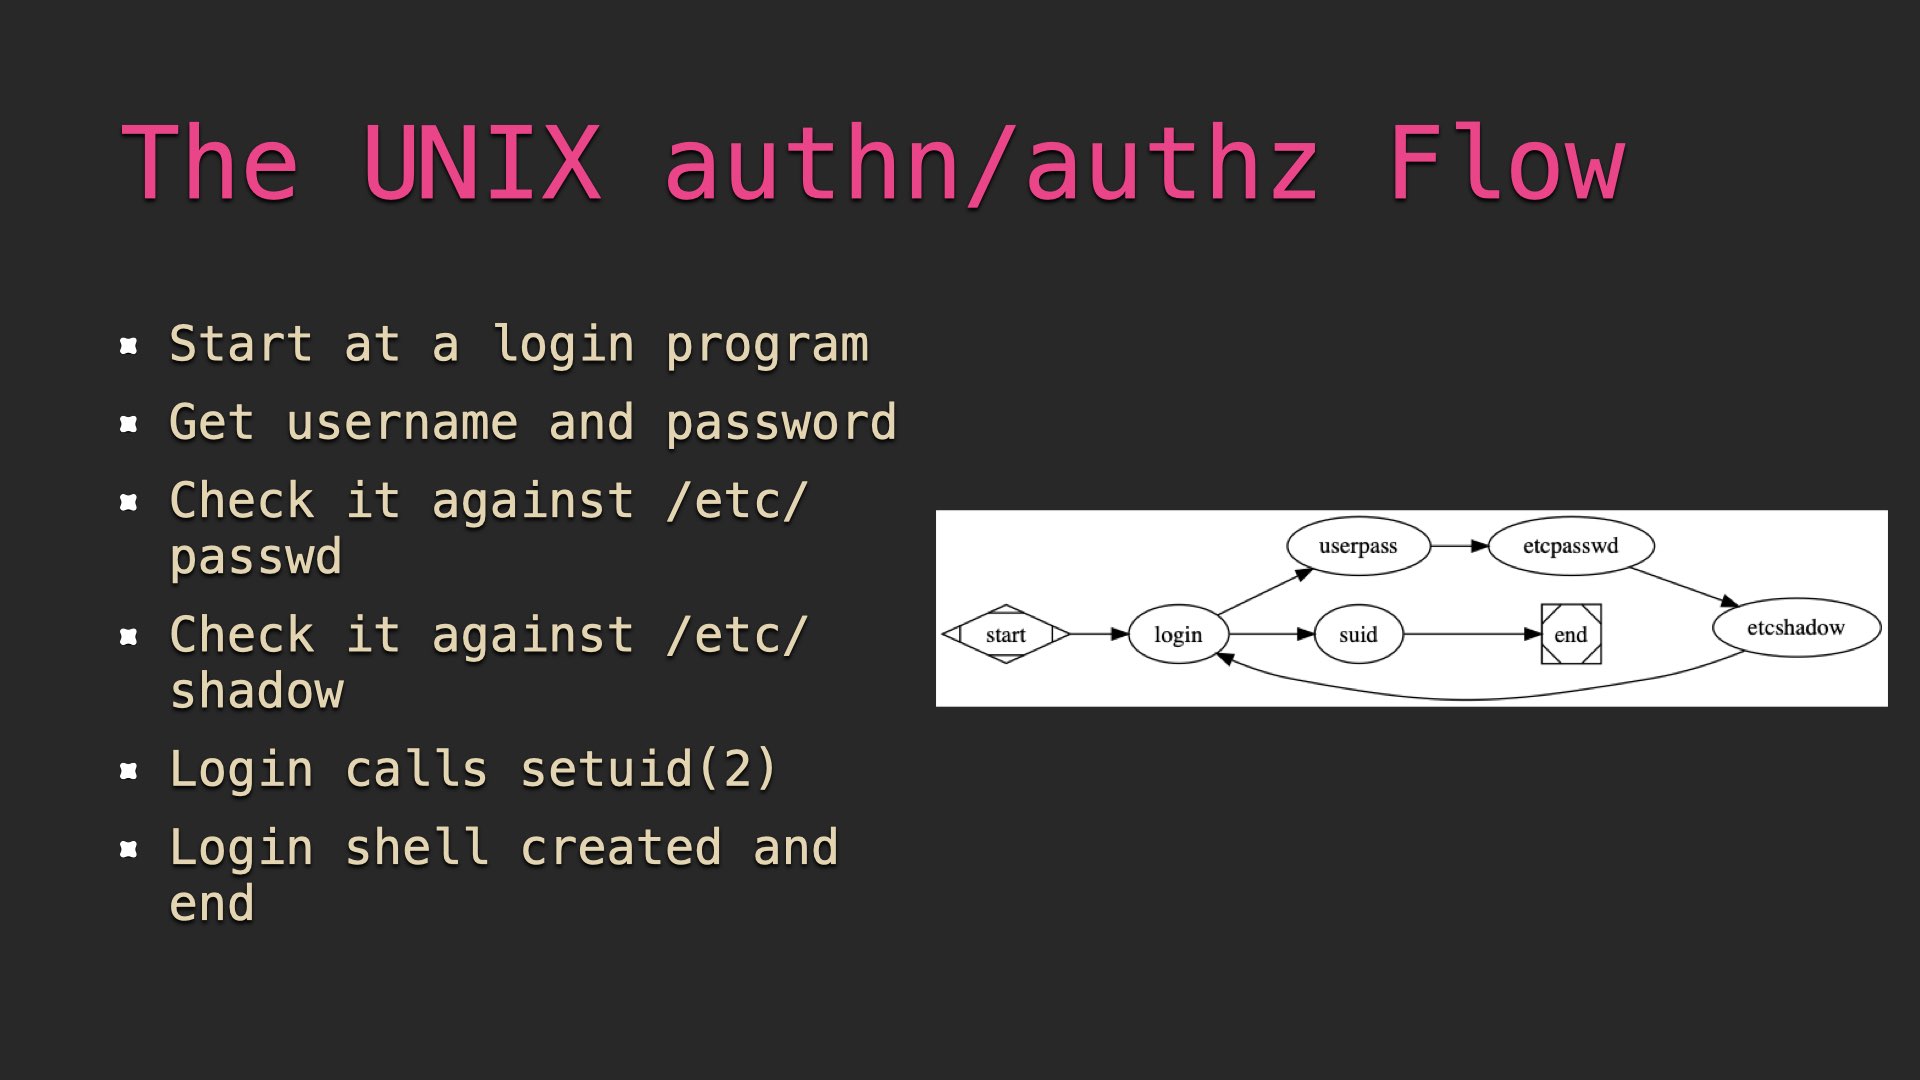 The UNIX authn/authz Flow
Start at a login program
Get username and password
Check it against /etc/
passwd
Check it against /etc/
shadow
Login calls setuid(2)
Login shell created and
end
userpass
etcpasswd
start
login
suid
end
etcshadow